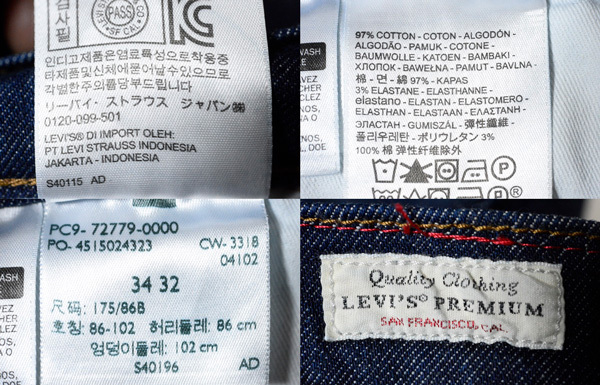 검사필
PASS
SF CAL.
인디고제품은염료특성으로착용중
타제품및신체에묻어날수있으므로
각별한주의를당부드립니다.
リーバイ・ストラウス ジャパン㈱
0120-099-501
LEVI'S® DI IMPORT OLEH:
PT LEVI STRAUSS INDONESIA
JAKARTA - INDONESIA
S40115 AD
WASH
97% COTTON - COTON - ALGODÓN -
ALGODÃO - PAMUK - COTONE -
BAUMWOLLE - KATOEN - BAMBAKI -
ХЛОПОК - BAWEŁNA - PAMUT - BAVLNA -
棉 - 면 - 綿 97% - KAPAS
3% ELASTANE - ELASTHANNE -
elastano - ELASTAN - ELASTOMERO -
ELASTHAN - ELASTAAN - ΕΛΑΣΤΑΝΗ -
ЭЛАСТАН - GUMISZÁL - 彈性纖維 -
폴리우레탄 - ポリウレタン 3%
100% 棉 弹性纤维除外
PC9- 72779-0000
PO- 4515024323 CW- 3318
04102
34 32
尺码: 175/86B
호칭: 86-102 허리둘레: 86 cm
엉덩이둘레: 102 cm
S40196 AD
WASH
Quality Clothing
LEVI'S® PREMIUM
SAN FRANCISCO, CAL.